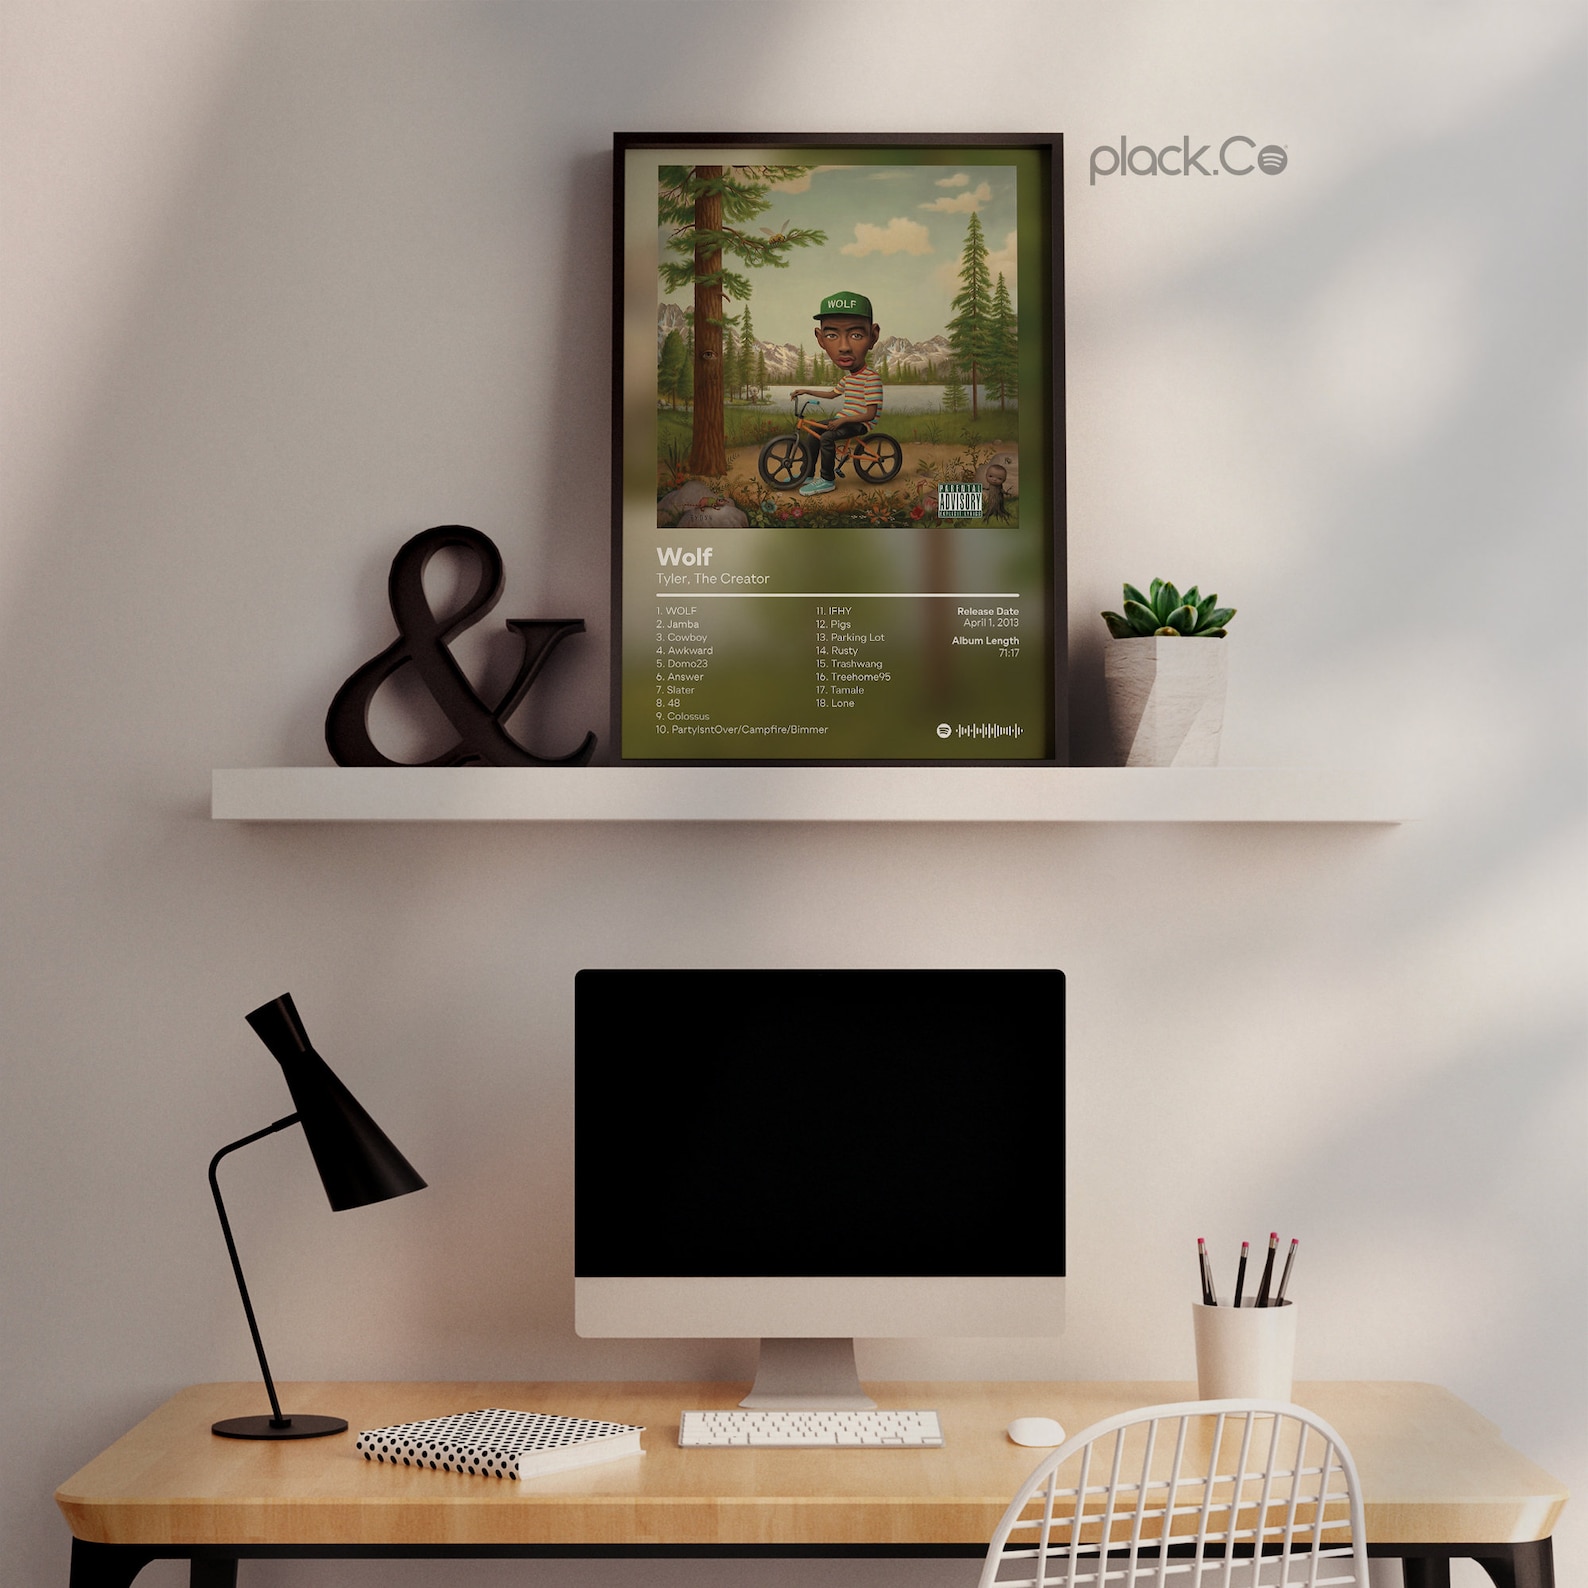 plack.Co
WOLF
PARENTAL
ADVISORY
EXPLICIT LYRICS
Wolf
Tyler, The Creator
1. WOLF
2. Jamba
3. Cowboy
4. Awkward
5. Domo23
6. Answer
7. Slater
8. 48
9. Colossus
10. PartyIsntOver/Campfire/Bimmer
11. IFHY
12. Pigs
13. Parking Lot
14. Rusty
15. Trashwang
16. Treehome95
17. Tamale
18. Lone
Release Date
April 1, 2013
Album Length
71:17
&